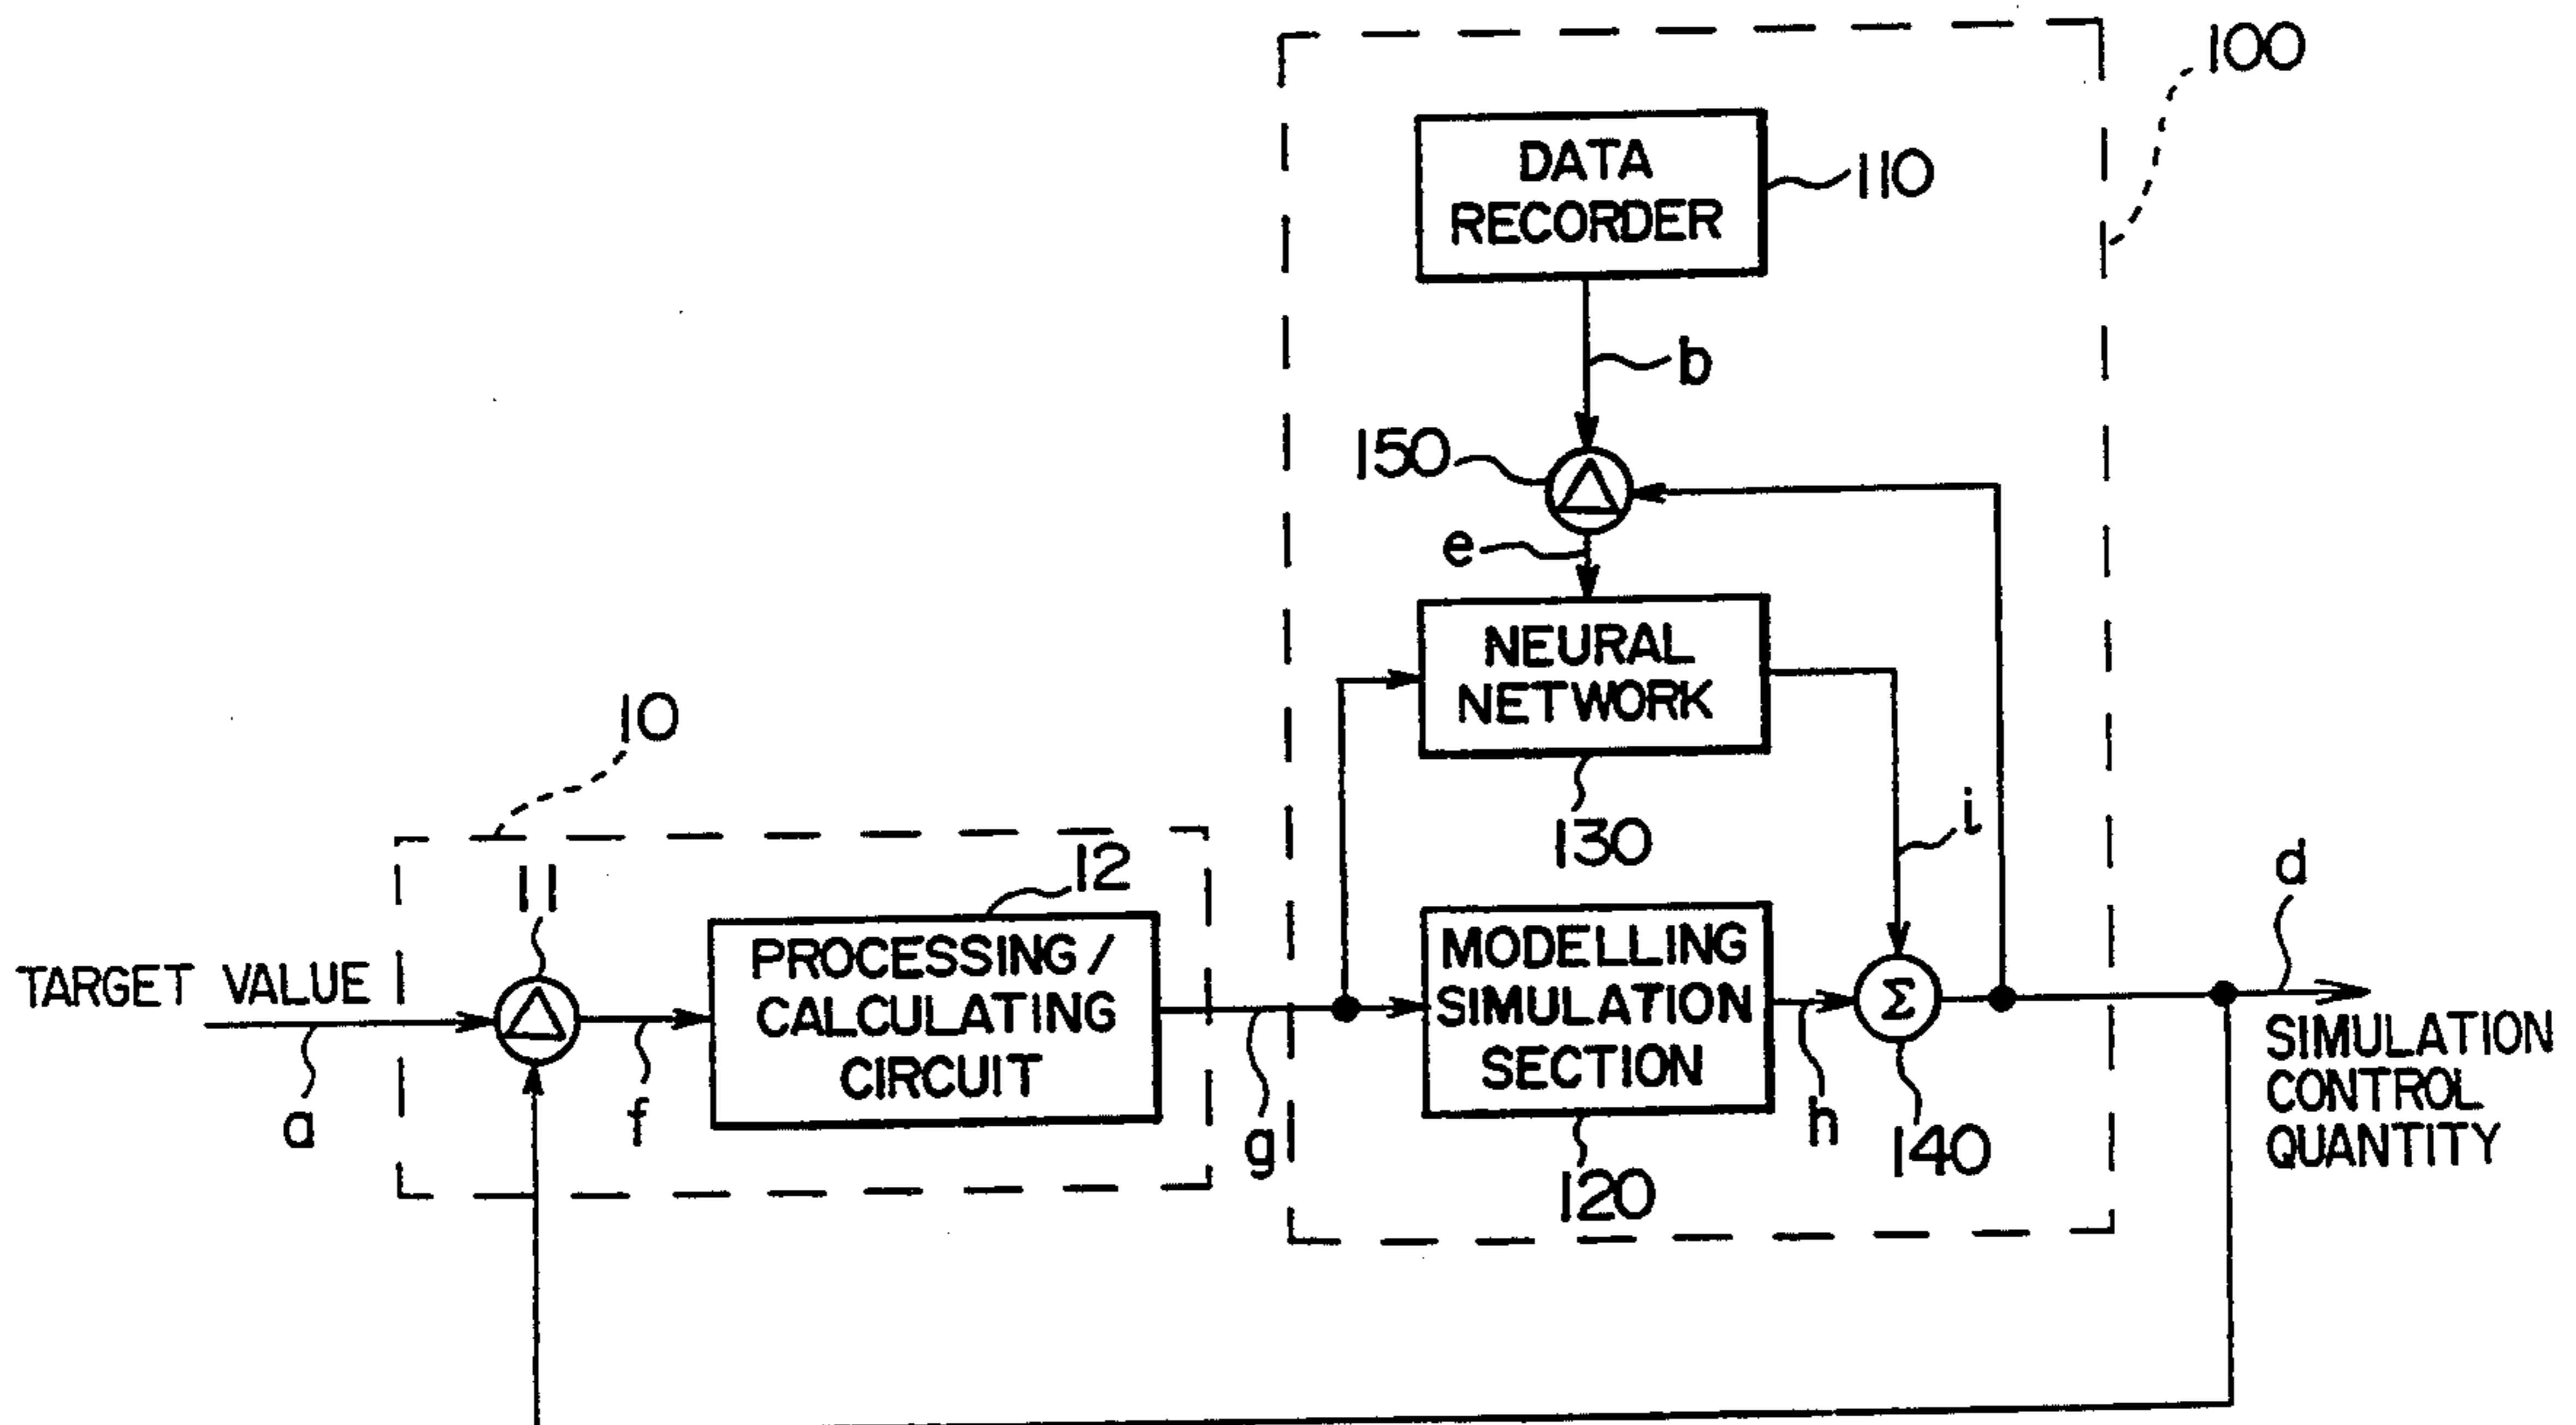 100
DATA
RECORDER
110
b
150
e
NEURAL
NETWORK
130
i
10
11
12
PROCESSING/
CALCULATING
CIRCUIT
TARGET VALUE
a
f
g
MODELLING
SIMULATION
SECTION
120
h
140
Σ
d
SIMULATION
CONTROL
QUANTITY